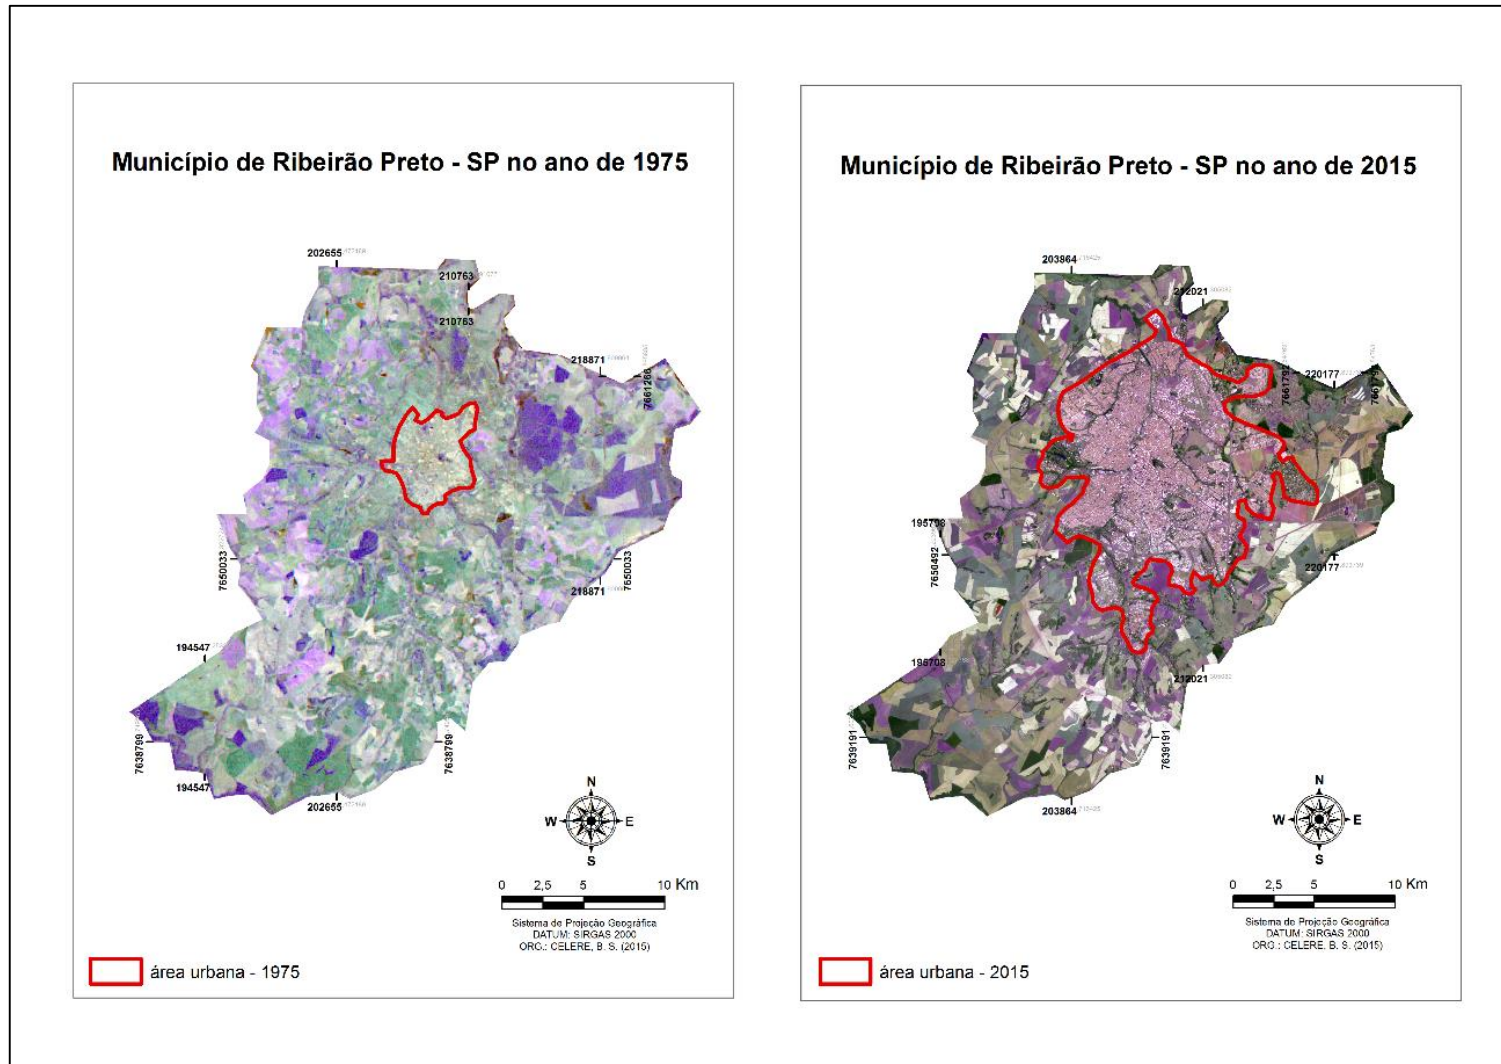 Município de Ribeirão Preto - SP no ano de 1975
202655
210763
210763
218871
7661266
7650033
7650033
218871
194547
7638799
7638799
194547
202655
N
W E
S
0 2,5 5 10 Km
Sistema de Projeção Geográfica
DATUM: SIRGAS 2000
ORG.: CELERE, B. S. (2015)
área urbana - 1975
Município de Ribeirão Preto - SP no ano de 2015
203864
212021
7661792
220177
7661792
195708
7650492
220177
195708
212021
7639191
7639191
203864
N
W E
S
0 2,5 5 10 Km
Sistema de Projeção Geográfica
DATUM: SIRGAS 2000
ORG.: CELERE, B. S. (2015)
área urbana - 2015